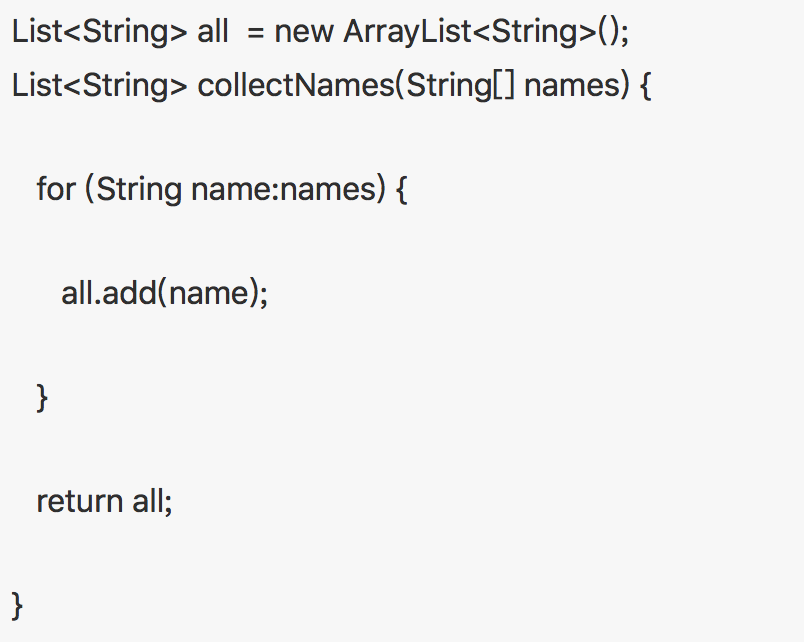 List<String> all  = new ArrayList<String>();
List<String> collectNames(String[] names) {
for (String name:names) {
all.add(name);
}
return all;
}